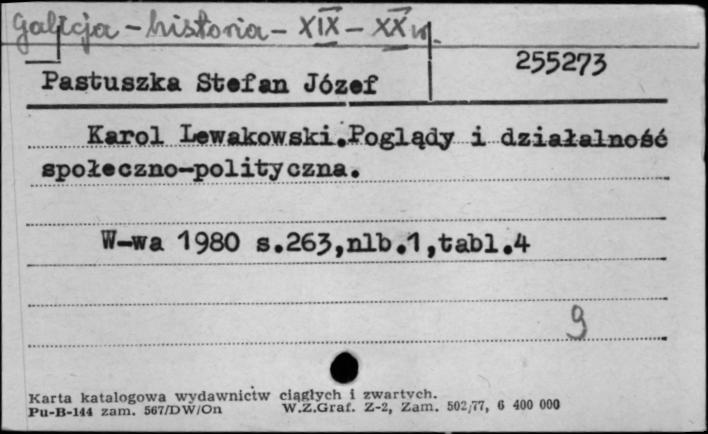 Galicja - historia - XIX - XX w.
255273
Pastuszka Stefan Józef
Karol Lewakowski.Poglądy i działalność
społeczno-polityczna.
W-wa 1980 s.263,nlb.1,tabl.4
9
Karta katalogowa wydawnictw ciągłych i zwartych.
Pu-B-144 zam. 567/DW/On W.Z.Graf. Z-2, Zam. 502/77, 6 400 000